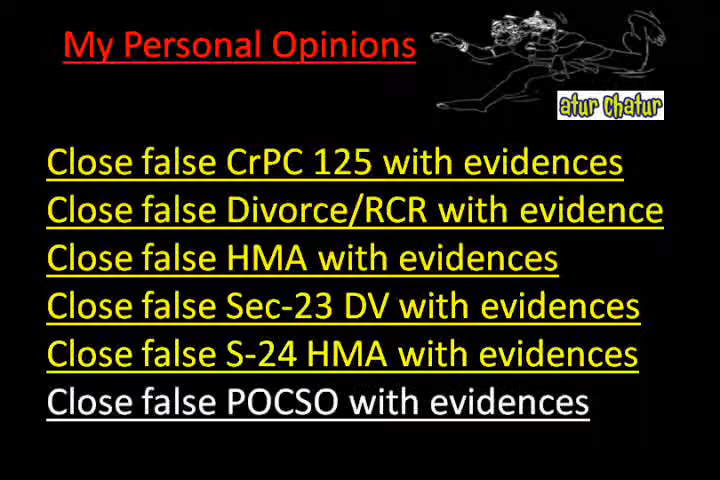 My Personal Opinions
atur chatur
Close false CrPC 125 with evidences
Close false Divorce/RCR with evidence
Close false HMA with evidences
Close false Sec-23 DV with evidences
Close false S-24 HMA with evidences
Close false POCSO with evidences